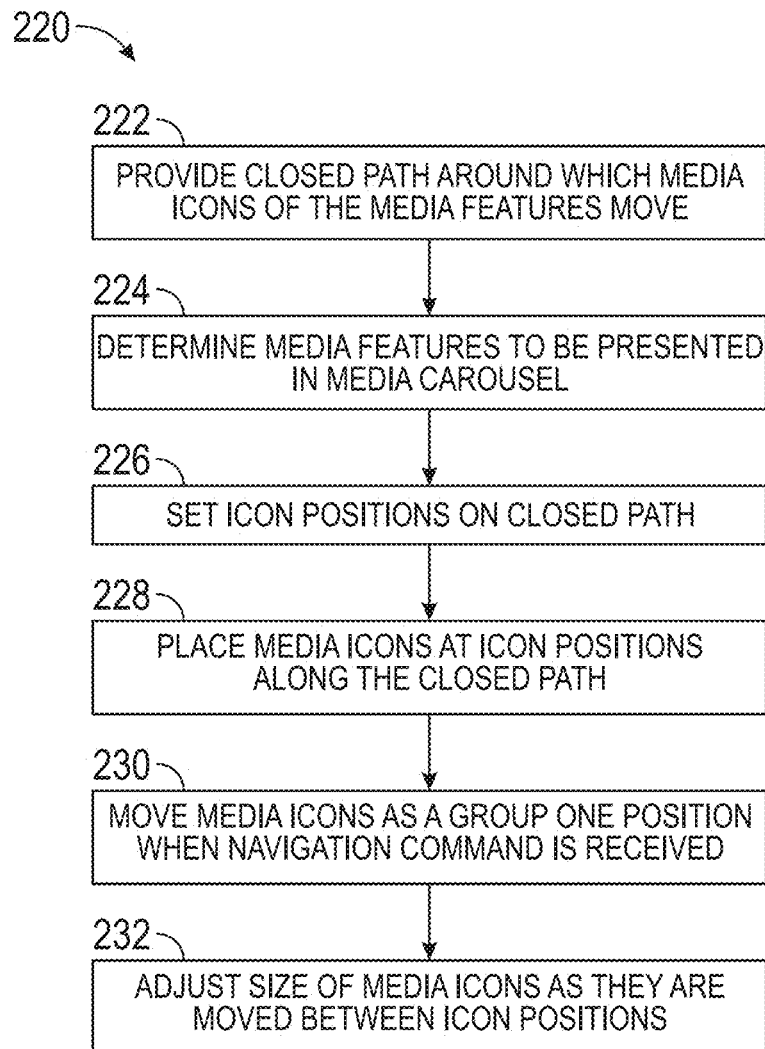 220
222
PROVIDE CLOSED PATH AROUND WHICH MEDIA
ICONS OF THE MEDIA FEATURES MOVE
224
DETERMINE MEDIA FEATURES TO BE PRESENTED
IN MEDIA CAROUSEL
226
SET ICON POSITIONS ON CLOSED PATH
228
PLACE MEDIA ICONS AT ICON POSITIONS
ALONG THE CLOSED PATH
230
MOVE MEDIA ICONS AS A GROUP ONE POSITION
WHEN NAVIGATION COMMAND IS RECEIVED
232
ADJUST SIZE OF MEDIA ICONS AS THEY ARE
MOVED BETWEEN ICON POSITIONS